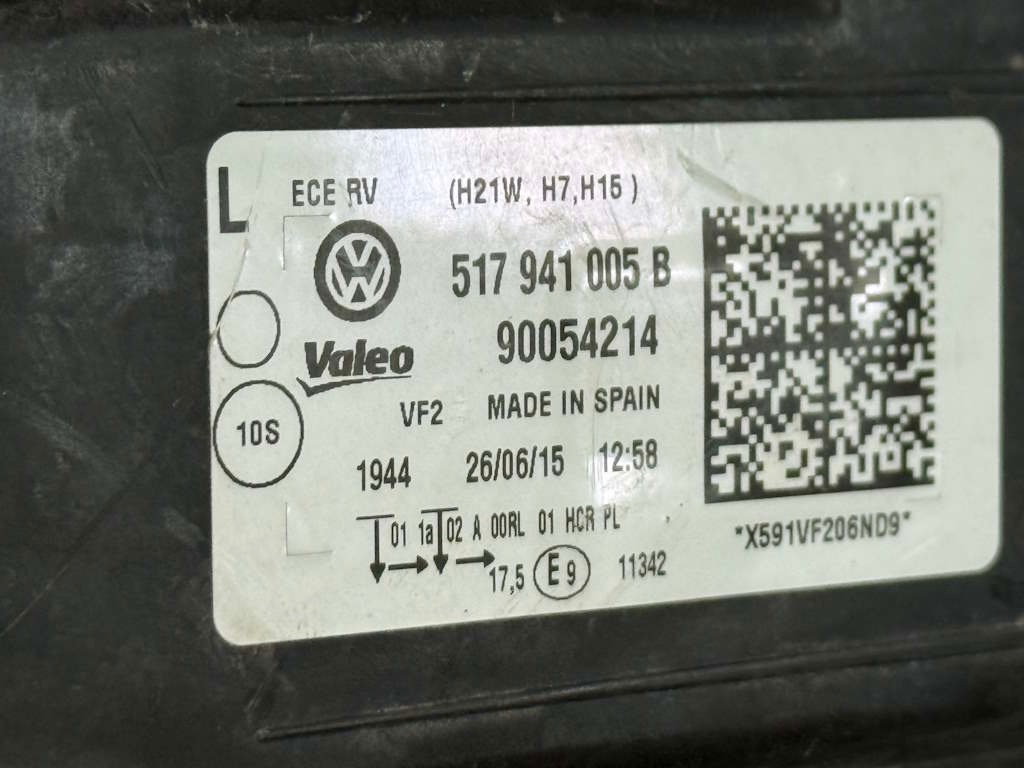 L ECE RV (H21W, H7,H15 )
517 941 005 B
90054214
Valeo
VF2 MADE IN SPAIN
10S
1944 26/06/15 12:58
01 1a 02 A 00RL 01 HCR PL
17,5 E9 11342
*X591VF206ND9*